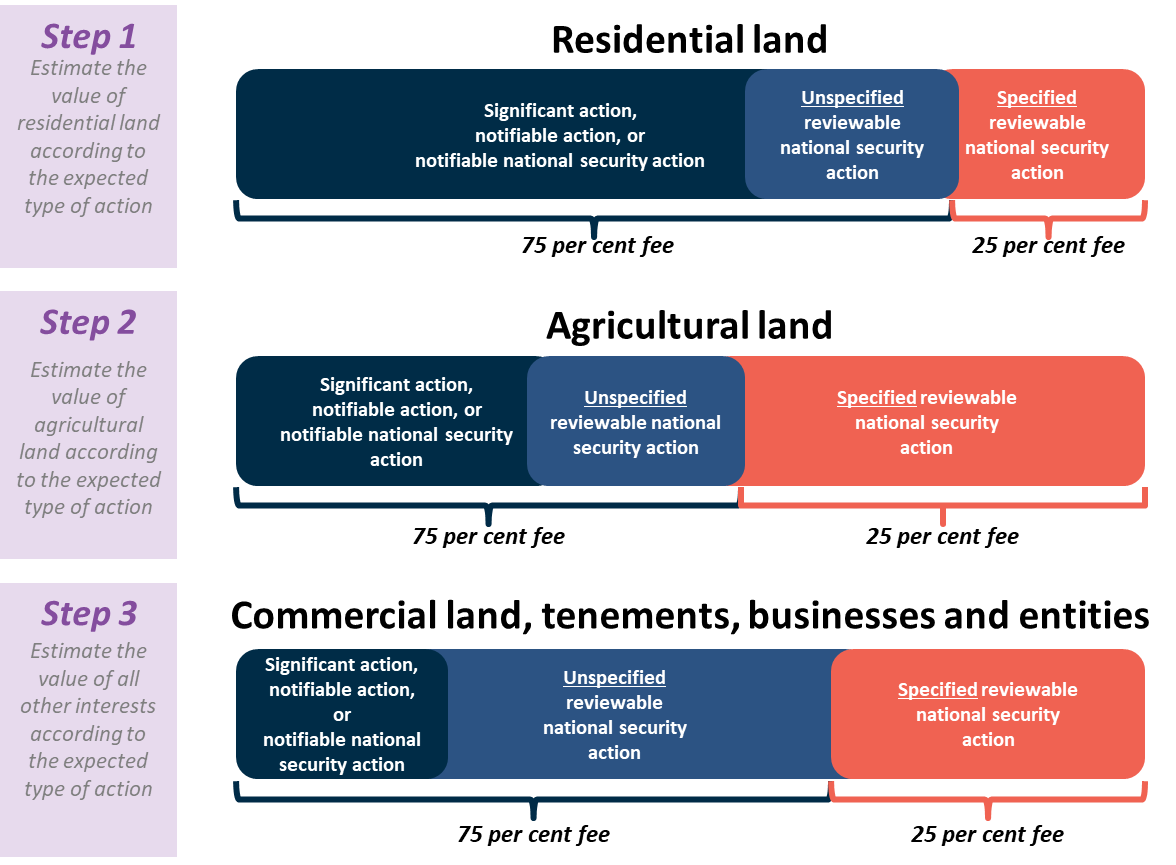 Step 1
Estimate the
value of
residential land
according to
the expected
type of action
Residential land
Significant action,
notifiable action, or
notifiable national security action
Unspecified
reviewable
national security
action
Specified
reviewable
national security
action
75 per cent fee
25 per cent fee
Step 2
Estimate the
value of
agricultural
land according
to the expected
type of action
Agricultural land
Significant action,
notifiable action, or
notifiable national security
action
Unspecified
reviewable national
security action
Specified reviewable
national security
action
75 per cent fee
25 per cent fee
Step 3
Estimate the
value of all
other interests
according to
the expected
type of action
Commercial land, tenements, businesses and entities
Significant action,
notifiable action,
or
notifiable national
security action
Unspecified
reviewable
national security
action
Specified reviewable
national security
action
75 per cent fee
25 per cent fee